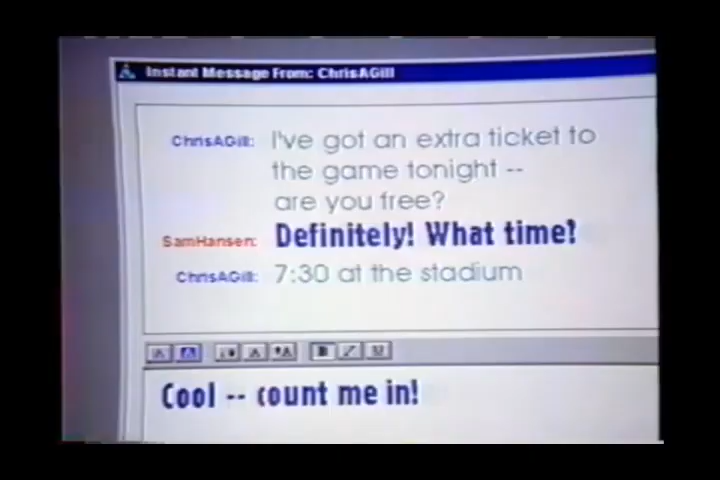 Instant Message From: ChrisAGill
ChrisAGill: I've got an extra ticket to
the game tonight --
are you free?
SamHansen: Definitely! What time?
ChrisAGill: 7:30 at the stadium
B I U
Cool -- count me in!